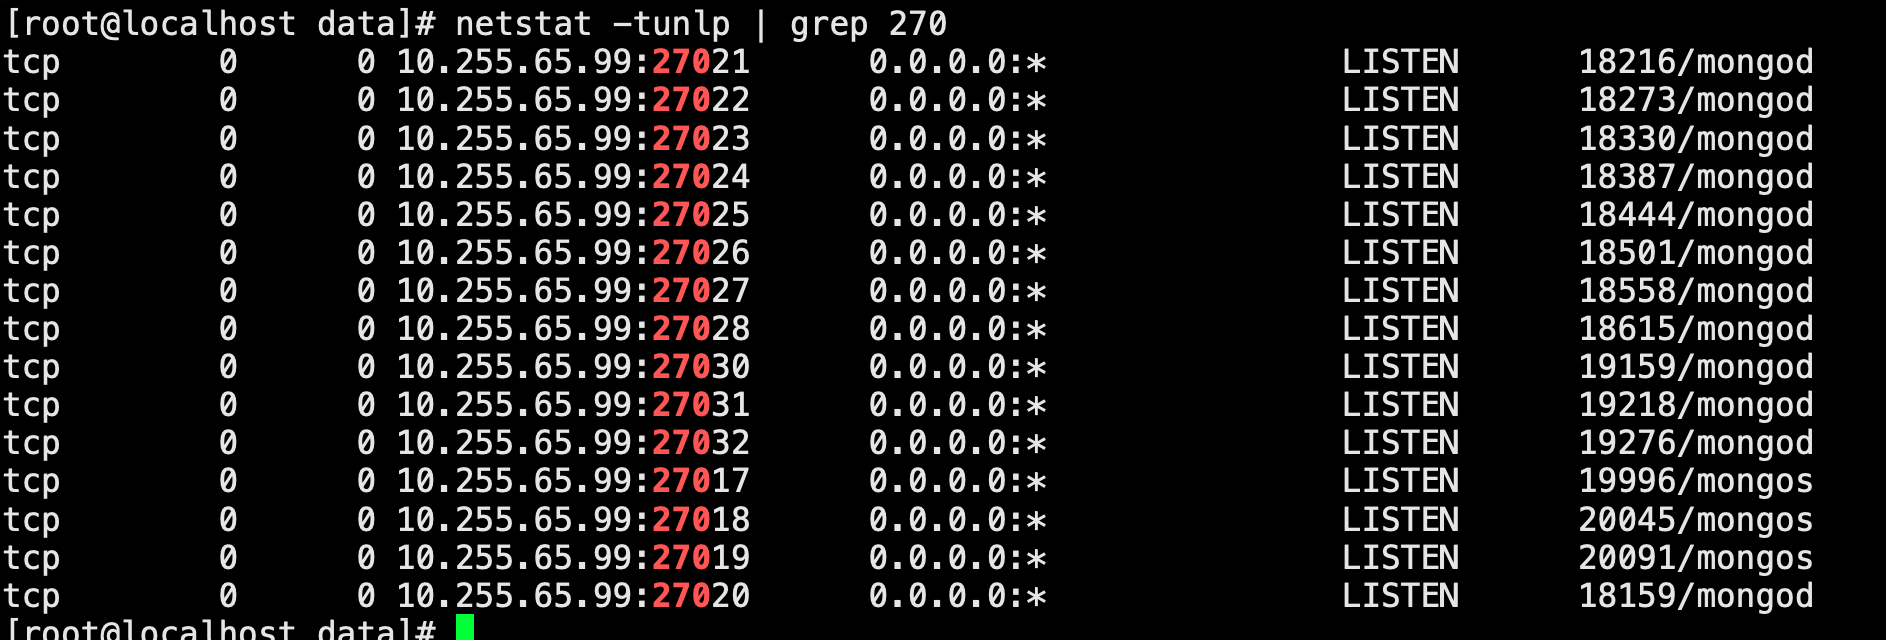 [root@localhost data]# netstat -tunlp | grep 270
tcp        0      0 10.255.65.99:27021      0.0.0.0:*               LISTEN      18216/mongod
tcp        0      0 10.255.65.99:27022      0.0.0.0:*               LISTEN      18273/mongod
tcp        0      0 10.255.65.99:27023      0.0.0.0:*               LISTEN      18330/mongod
tcp        0      0 10.255.65.99:27024      0.0.0.0:*               LISTEN      18387/mongod
tcp        0      0 10.255.65.99:27025      0.0.0.0:*               LISTEN      18444/mongod
tcp        0      0 10.255.65.99:27026      0.0.0.0:*               LISTEN      18501/mongod
tcp        0      0 10.255.65.99:27027      0.0.0.0:*               LISTEN      18558/mongod
tcp        0      0 10.255.65.99:27028      0.0.0.0:*               LISTEN      18615/mongod
tcp        0      0 10.255.65.99:27030      0.0.0.0:*               LISTEN      19159/mongod
tcp        0      0 10.255.65.99:27031      0.0.0.0:*               LISTEN      19218/mongod
tcp        0      0 10.255.65.99:27032      0.0.0.0:*               LISTEN      19276/mongod
tcp        0      0 10.255.65.99:27017      0.0.0.0:*               LISTEN      19996/mongos
tcp        0      0 10.255.65.99:27018      0.0.0.0:*               LISTEN      20045/mongos
tcp        0      0 10.255.65.99:27019      0.0.0.0:*               LISTEN      20091/mongos
tcp        0      0 10.255.65.99:27020      0.0.0.0:*               LISTEN      18159/mongod
[root@localhost data]#